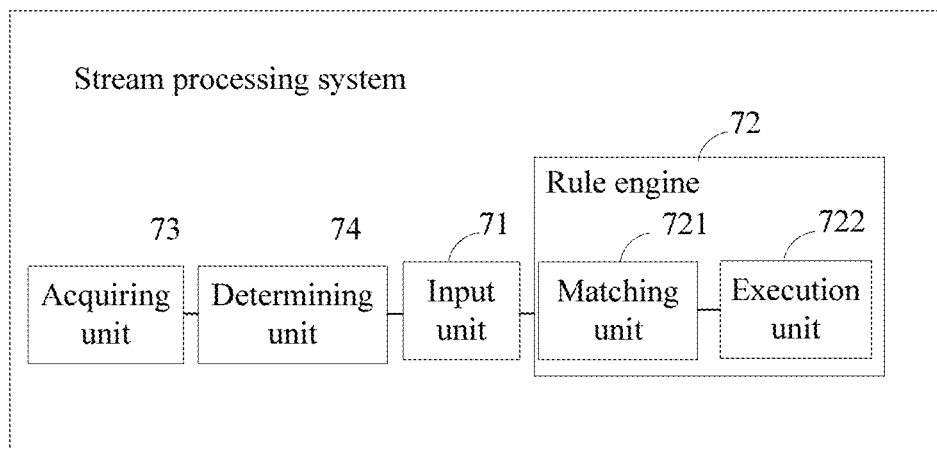 Stream processing system
72
Rule engine
73
74
71
721
722
Acquiring
unit
Determining
unit
Input
unit
Matching
unit
Execution
unit